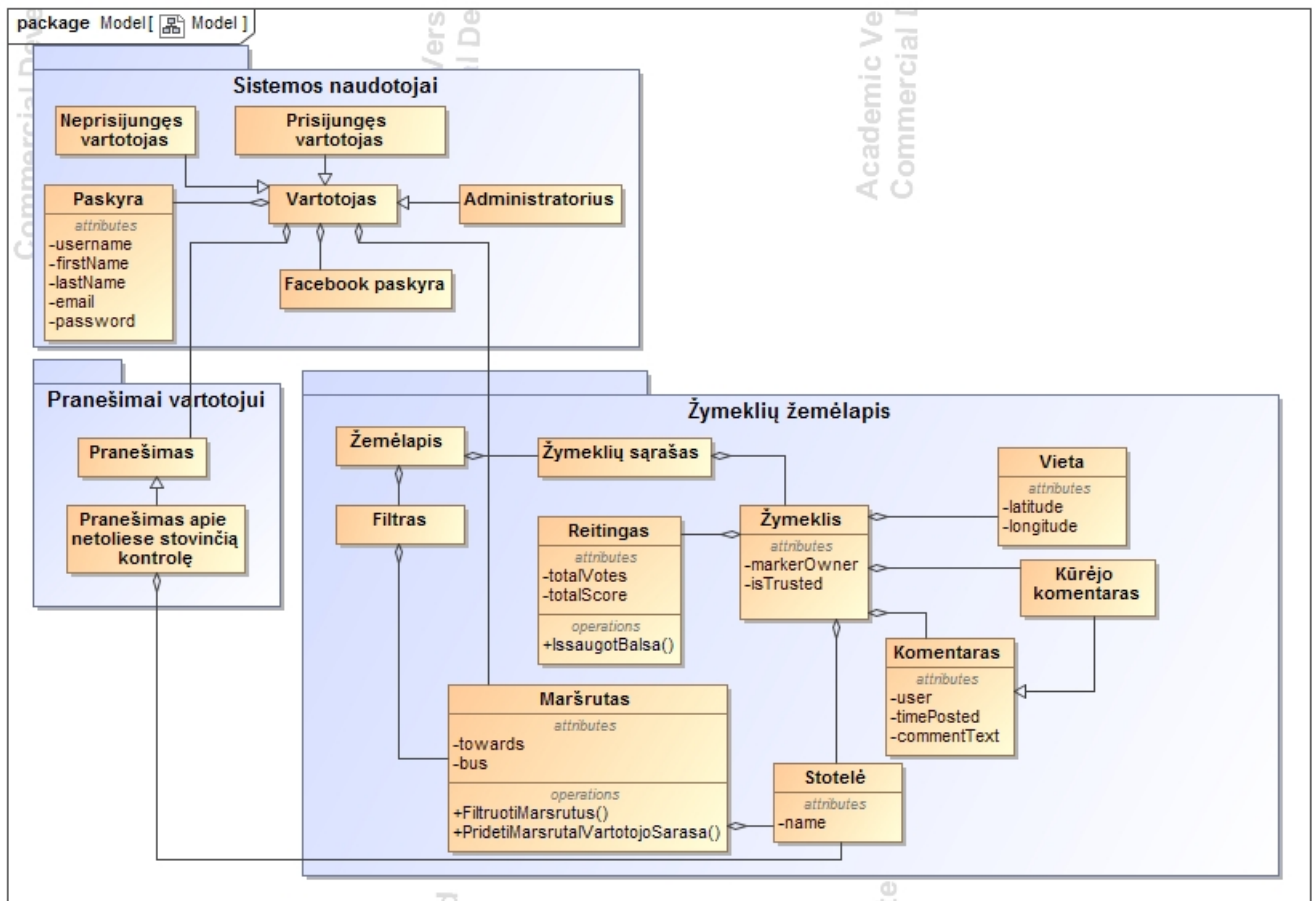 package Model[ Model ]
Sistemos naudotojai
Neprisijungęs
vartotojas
Prisijungęs
vartotojas
Paskyra
attributes
-username
-firstName
-lastName
-email
-password
Vartotojas
Administratorius
Facebook paskyra
Pranešimai vartotojui
Pranešimas
Pranešimas apie
netoliese stovinčią
kontrolę
Žymeklių žemėlapis
Žemėlapis
Žymeklių sąrašas
Filtras
Vieta
attributes
-latitude
-longitude
Reitingas
attributes
-totalVotes
-totalScore
operations
+IssaugotBalsa()
Žymeklis
attributes
-markerOwner
-isTrusted
Kūrėjo
komentaras
Komentaras
attributes
-user
-timePosted
-commentText
Maršrutas
attributes
-towards
-bus
operations
+FiltruotiMarsrutus()
+PridetiMarsrutaIVartotojoSarasa()
Stotelė
attributes
-name
Academic Ve
Commercial D